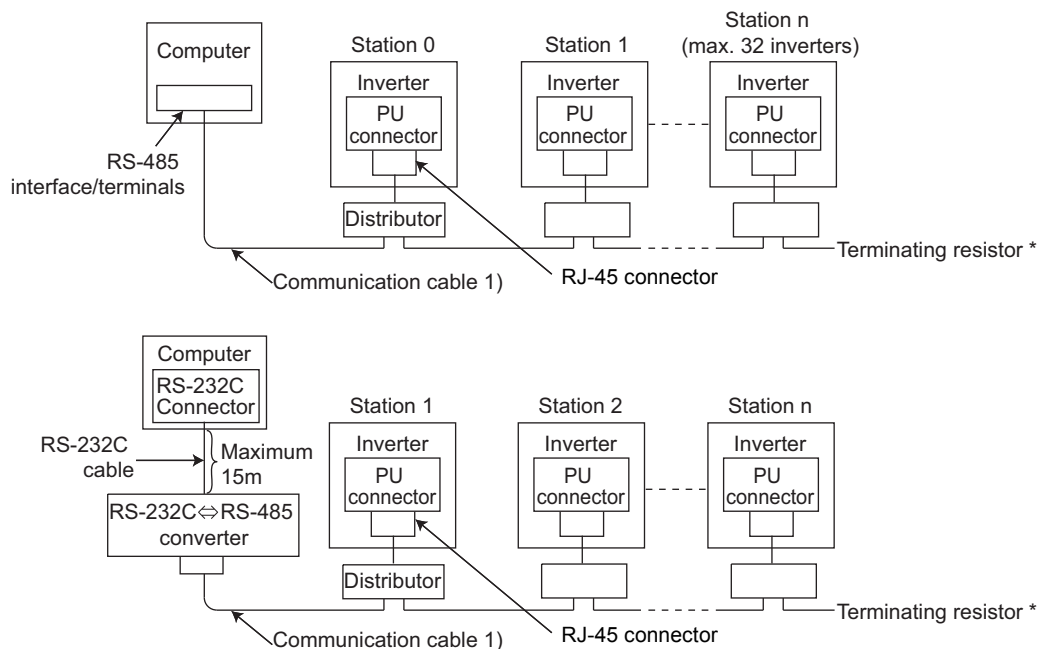 Station n
(max. 32 inverters)
Station 0
Station 1
Computer
Inverter
Inverter
Inverter
PU
connector
PU
connector
PU
connector
RS-485
interface/terminals
Distributor
Terminating resistor *
Communication cable 1)
RJ-45 connector
Computer
RS-232C
Connector
Station 1
Station 2
Station n
RS-232C
cable
Maximum
15m
Inverter
Inverter
Inverter
PU
connector
PU
connector
PU
connector
RS-232C⇔RS-485
converter
Distributor
Terminating resistor *
Communication cable 1)
RJ-45 connector